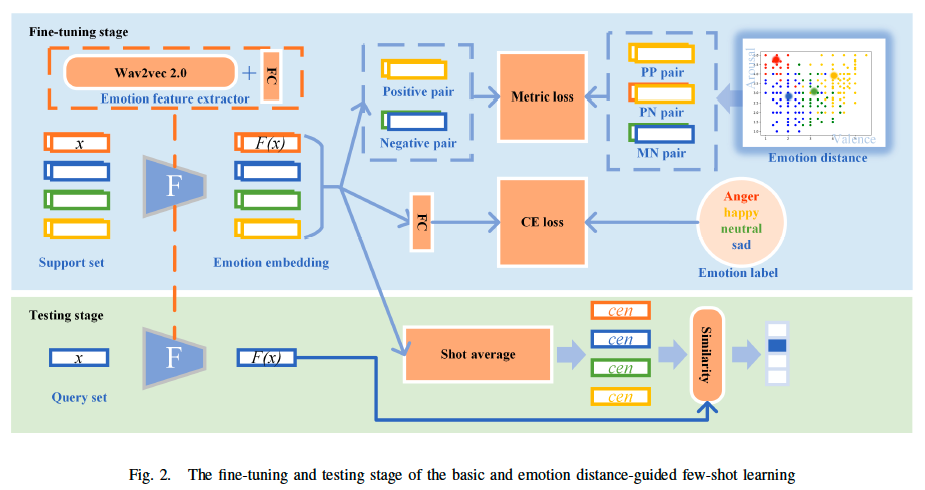 Fine-tuning stage
Wav2vec 2.0
+
FC
Emotion feature extractor
x
F(x)
F
Support set
Emotion embedding
Positive pair
Negative pair
Metric loss
PP pair
PN pair
MN pair
Arousal
Valence
Emotion distance
FC
CE loss
Anger
happy
neutral
sad
Emotion label
Testing stage
x
F
F(x)
Query set
Shot average
cen
cen
cen
cen
Similarity
Fig. 2. The fine-tuning and testing stage of the basic and emotion distance-guided few-shot learning